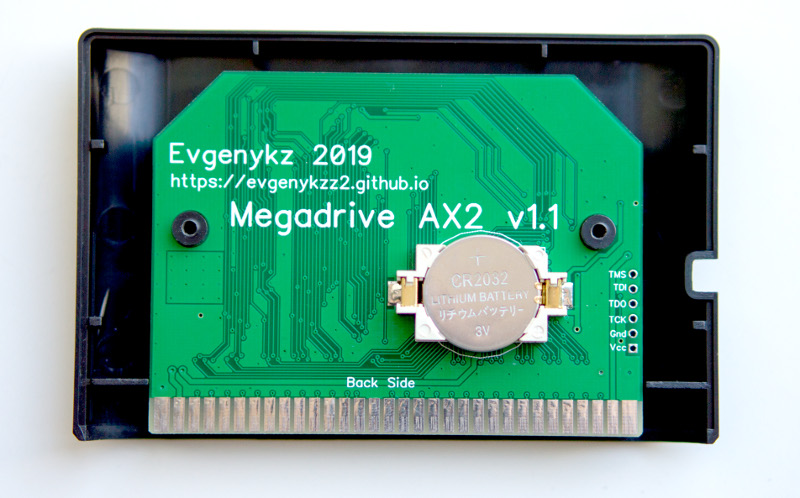 Evgenykz 2019
https://evgenykzz2.github.io
Megadrive AX2 v1.1
CR2032
LITHIUM BATTERY
リチウムバッテリー
3V
TMS
TDI
TDO
TCK
Gnd
Vcc
Back Side